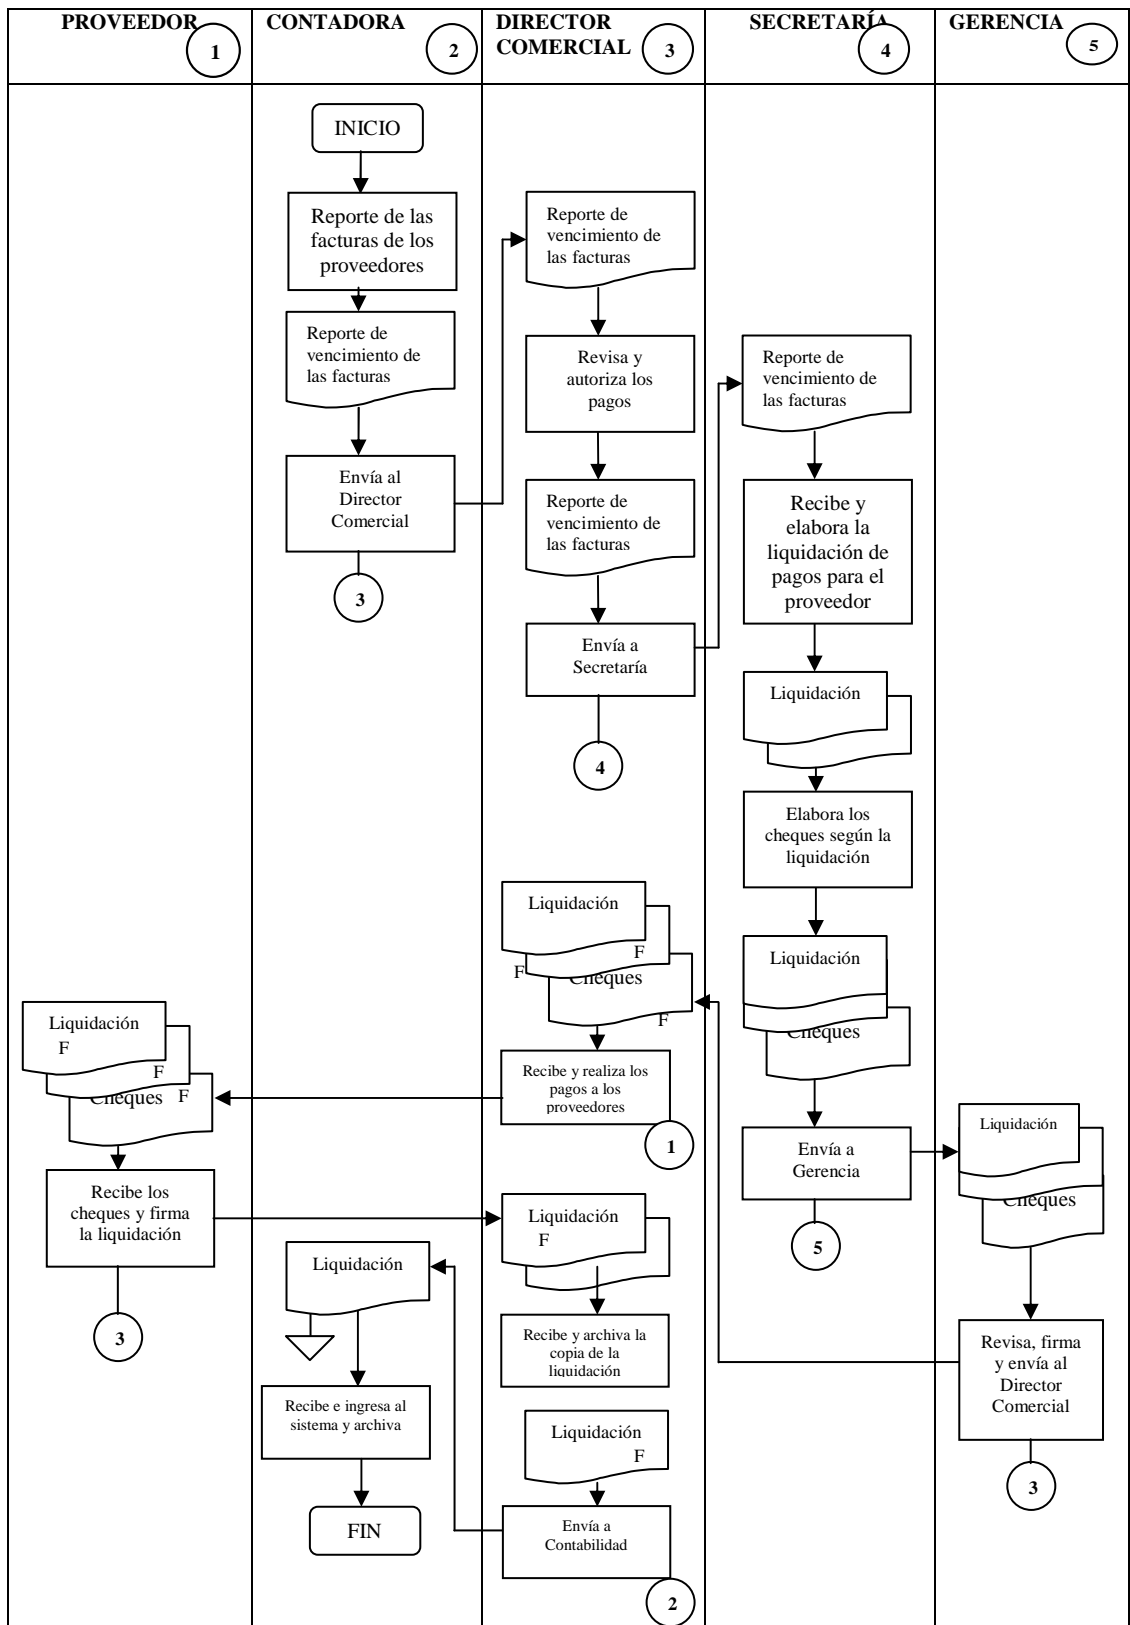 PROVEEDOR
1
CONTADORA
2
DIRECTOR
COMERCIAL
3
SECRETARÍA
4
GERENCIA
5
INICIO
Reporte de las
facturas de los
proveedores
Reporte de
vencimiento de
las facturas
Envía al
Director
Comercial
3
Reporte de
vencimiento de
las facturas
Revisa y
autoriza los
pagos
Reporte de
vencimiento de
las facturas
Envía a
Secretaría
4
Reporte de
vencimiento de
las facturas
Recibe y
elabora la
liquidación de
pagos para el
proveedor
Liquidación
Elabora los
cheques según la
liquidación
Liquidación
Cheques
Envía a
Gerencia
5
Liquidación
Cheques
Revisa, firma
y envía al
Director
Comercial
3
Liquidación
F
F
Cheques
F
Recibe y realiza los
pagos a los
proveedores
1
Liquidación
F
F
Cheques F
Recibe los
cheques y firma
la liquidación
3
Liquidación
F
Recibe y archiva la
copia de la
liquidación
Liquidación
F
Envía a
Contabilidad
2
Liquidación
Recibe e ingresa al
sistema y archiva
FIN